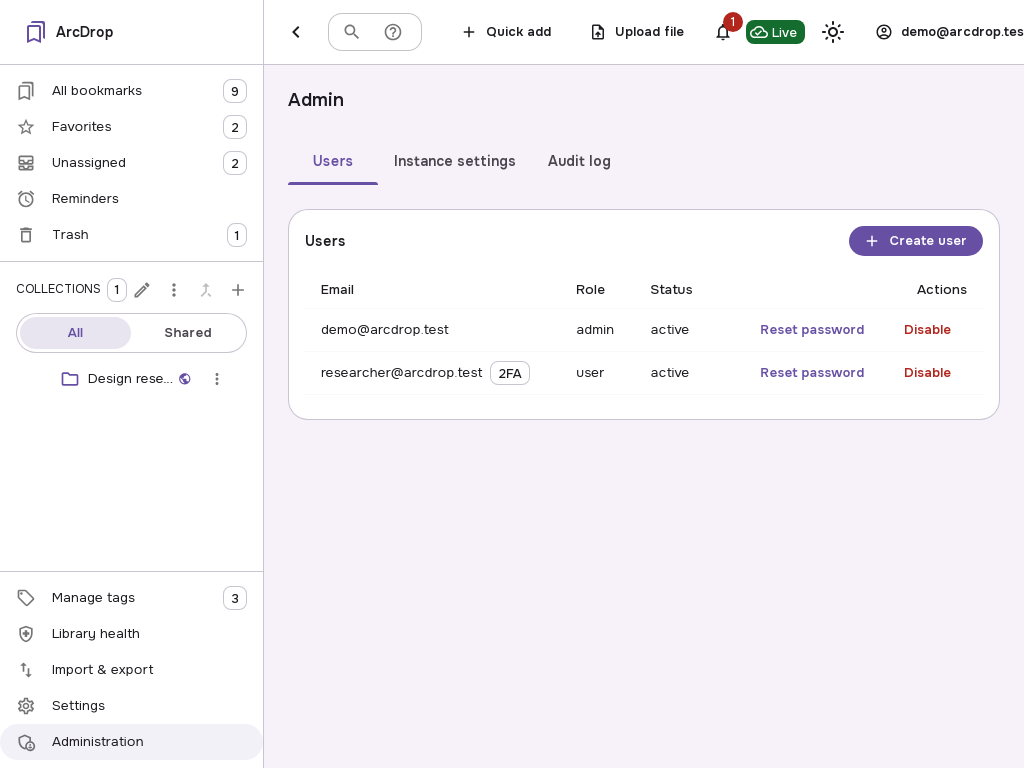 ArcDrop
Quick add
Upload file
1
Live
demo@arcdrop.tes
All bookmarks 9
Favorites 2
Unassigned 2
Reminders
Trash 1
COLLECTIONS 1
All Shared
Design rese...
Manage tags 3
Library health
Import & export
Settings
Administration
Admin
Users Instance settings Audit log
Users
Create user
Email Role Status Actions
demo@arcdrop.test admin active Reset password Disable
researcher@arcdrop.test 2FA user active Reset password Disable